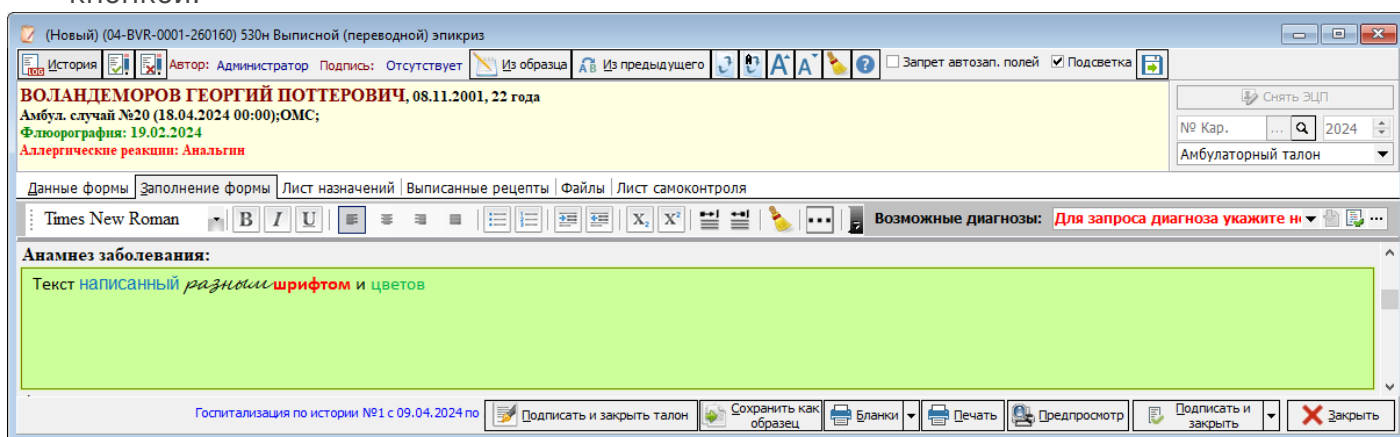 (Новый) (04-BVR-0001-260160) 530н Выписной (переводной) эпикриз
История Автор: Администратор Подпись: Отсутствует Из образца Из предыдущего Запрет автозап. полей Подсветка
ВОЛАНДЕМОРОВ ГЕОРГИЙ ПОТТЕРОВИЧ, 08.11.2001, 22 года
Амбул. случай №20 (18.04.2024 00:00);ОМС;
Флюорография: 19.02.2024
Аллергические реакции: Анальгин
Снять ЭЦП
№ Кар. ... 2024
Амбулаторный талон
Данные формы Заполнение формы Лист назначений Выписанные рецепты Файлы Лист самоконтроля
Times New Roman B I U X₂ X² ... Возможные диагнозы: Для запроса диагноза укажите ...
Анамнез заболевания:
Текст написанный разным шрифтом и цветов
Госпитализация по истории №1 с 09.04.2024 по Подписать и закрыть талон Сохранить как образец Бланки Печать Предпросмотр Подписать и закрыть Закрыть